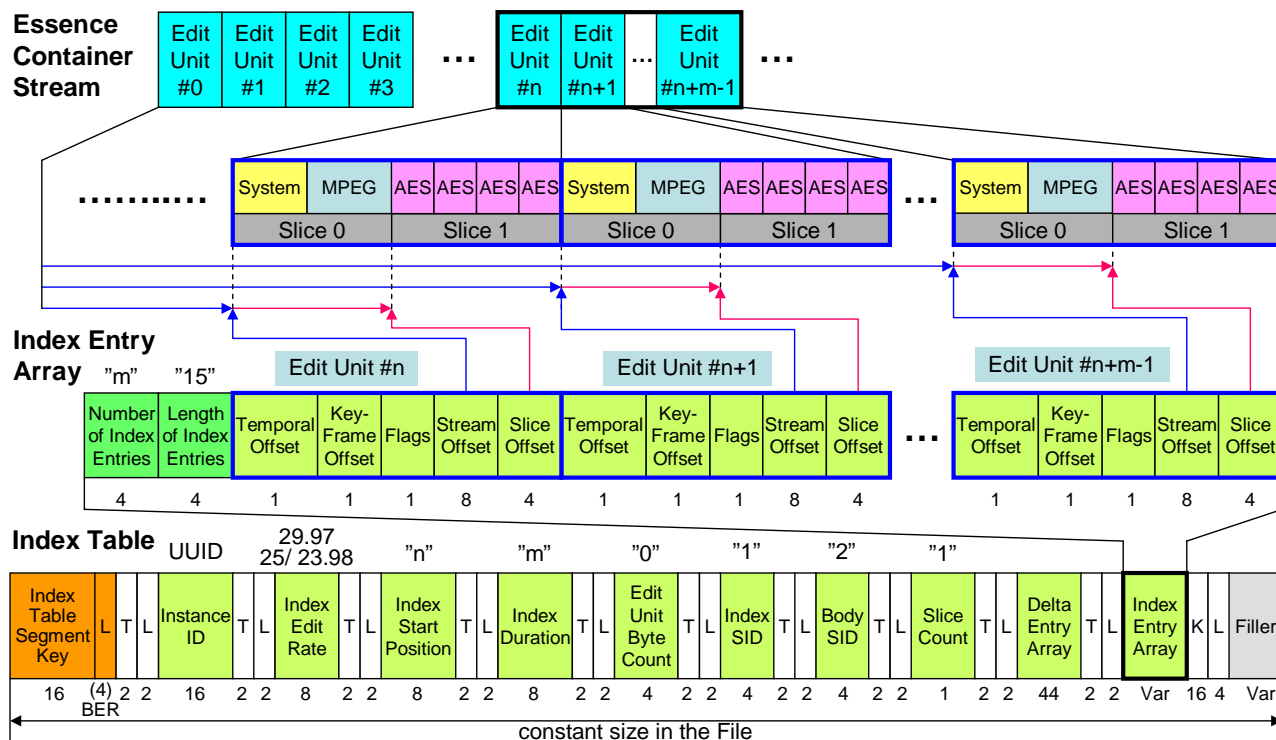 Essence
Container
Stream
Edit Unit #0
Edit Unit #1
Edit Unit #2
Edit Unit #3
...
Edit Unit #n
Edit Unit #n+1
...
Edit Unit #n+m-1
...
...........
System
MPEG
AES AES AES AES
System
MPEG
AES AES AES AES
...
System
MPEG
AES AES AES AES
Slice 0
Slice 1
Slice 0
Slice 1
Slice 0
Slice 1
Index Entry
Array
"m"
"15"
Edit Unit #n
Edit Unit #n+1
Edit Unit #n+m-1
Number of Index Entries
Length of Index Entries
Temporal Offset
Key-Frame Offset
Flags
Stream Offset
Slice Offset
Temporal Offset
Key-Frame Offset
Flags
Stream Offset
Slice Offset
...
Temporal Offset
Key-Frame Offset
Flags
Stream Offset
Slice Offset
4 4 1 1 1 8 4 1 1 1 8 4 1 1 1 8 4
Index Table
UUID
29.97
25/ 23.98
"n"
"m"
"0"
"1"
"2"
"1"
Index Table Segment Key
L
T
L
Instance ID
T
L
Index Edit Rate
T
L
Index Start Position
T
L
Index Duration
T
L
Edit Unit Byte Count
T
L
Index SID
T
L
Body SID
T
L
Slice Count
T
L
Delta Entry Array
T
L
Index Entry Array
K
L
Filler
16 (4) 2 2 16 2 2 8 2 2 8 2 2 8 2 2 4 2 2 4 2 2 4 2 2 1 2 2 44 2 2 Var 16 4 Var
BER
constant size in the File